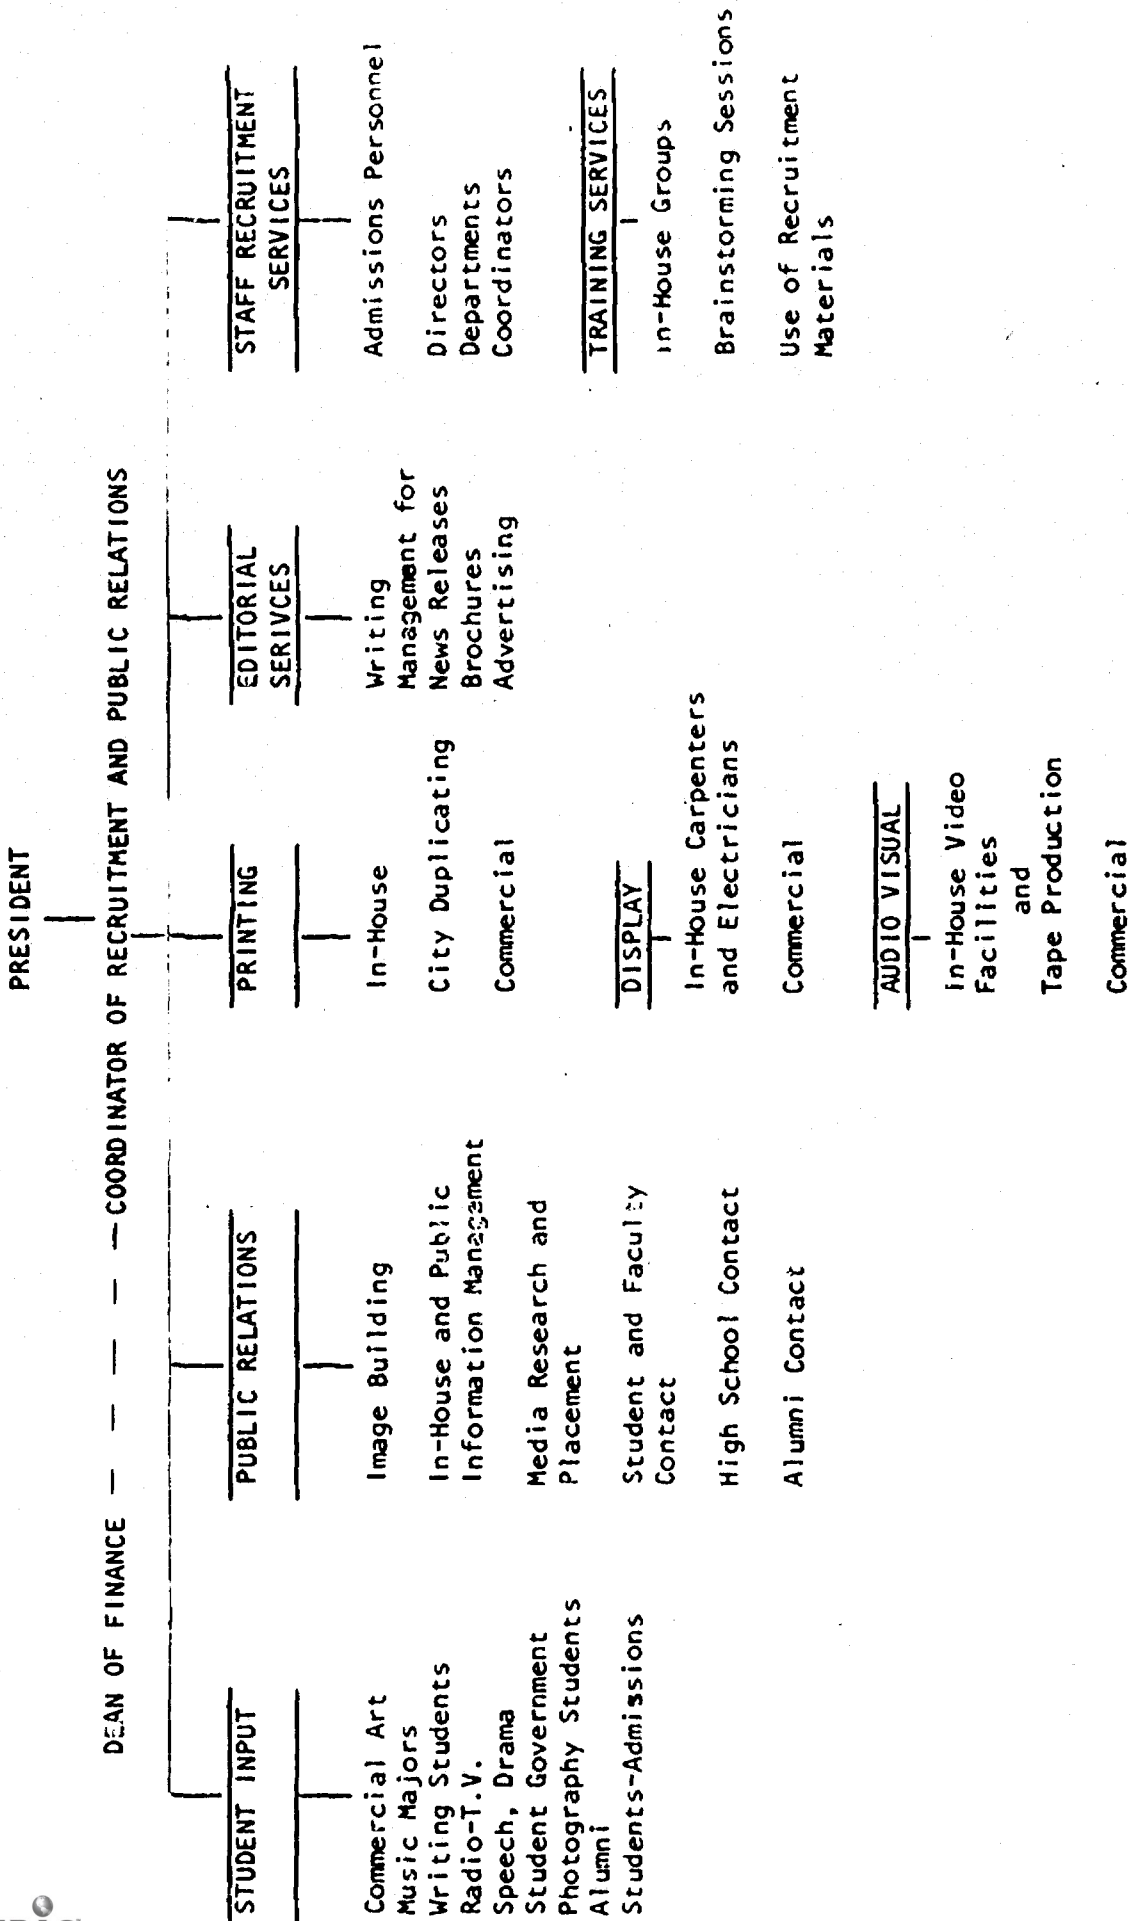 PRESIDENT
DEAN OF FINANCE — — — — — COORDINATOR OF RECRUITMENT AND PUBLIC RELATIONS
STUDENT INPUT
Commercial Art
Music Majors
Writing Students
Radio-T.V.
Speech, Drama
Student Government
Photography Students
Alumni
Students-Admissions
PUBLIC RELATIONS
Image Building
In-House and Public
Information Management
Media Research and
Placement
Student and Faculty
Contact
High School Contact
Alumni Contact
PRINTING
In-House
City Duplicating
Commercial
DISPLAY
In-House Carpenters
and Electricians
Commercial
AUDIO VISUAL
In-House Video
Facilities
and
Tape Production
Commercial
EDITORIAL
SERIVCES
Writing
Management for
News Releases
Brochures
Advertising
STAFF RECRUITMENT
SERVICES
Admissions Personnel
Directors
Departments
Coordinators
TRAINING SERVICES
In-House Groups
Brainstorming Sessions
Use of Recruitment
Materials